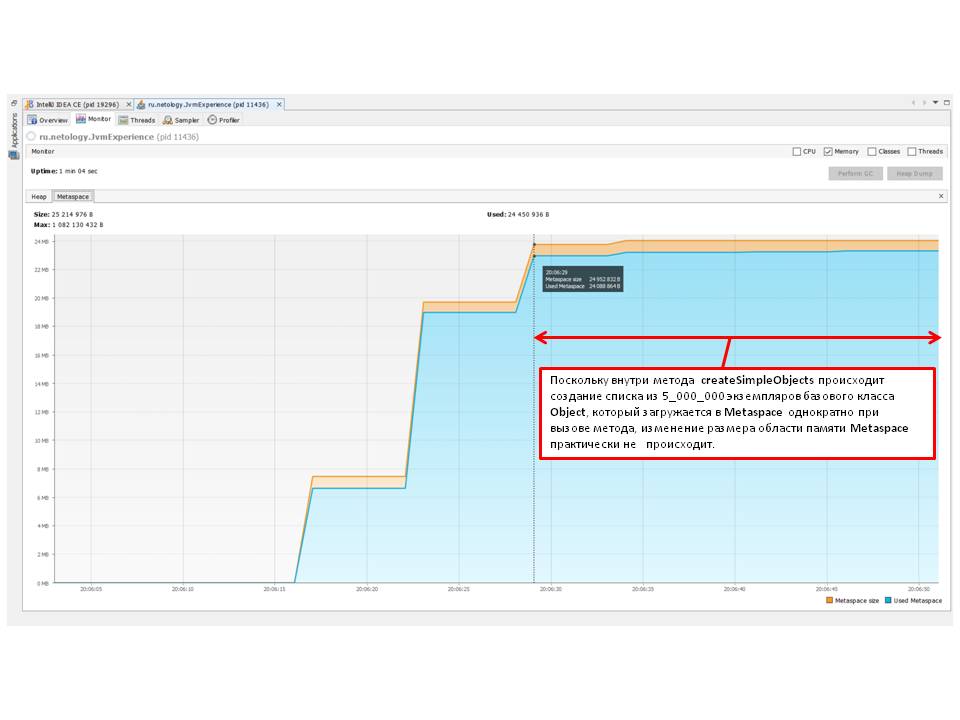 IntelliJ IDEA CE (pid 19296) ru.netology.JvmExperience (pid 11436)
Applications
Overview Monitor Threads Sampler Profiler
ru.netology.JvmExperience (pid 11436)
Monitor CPU Memory Classes Threads
Uptime: 1 min 04 sec
Perform GC Heap Dump
Heap Metaspace
Size: 25 214 976 B Used: 24 450 936 B
Max: 1 082 130 432 B
24 MB
22 MB
20 MB
18 MB
16 MB
14 MB
12 MB
10 MB
8 MB
6 MB
4 MB
2 MB
0 MB
20:06:29
Metaspace size 24 952 832 B
Used Metaspace 24 088 864 B
Поскольку внутри метода createSimpleObjects происходит
создание списка из 5_000_000 экземпляров базового класса
Object, который загружается в Metaspace однократно при
вызове метода, изменение размера области памяти Metaspace
практически не происходит.
20:06:05 20:06:10 20:06:15 20:06:20 20:06:25 20:06:30 20:06:35 20:06:40 20:06:45 20:06:50
Metaspace size Used Metaspace